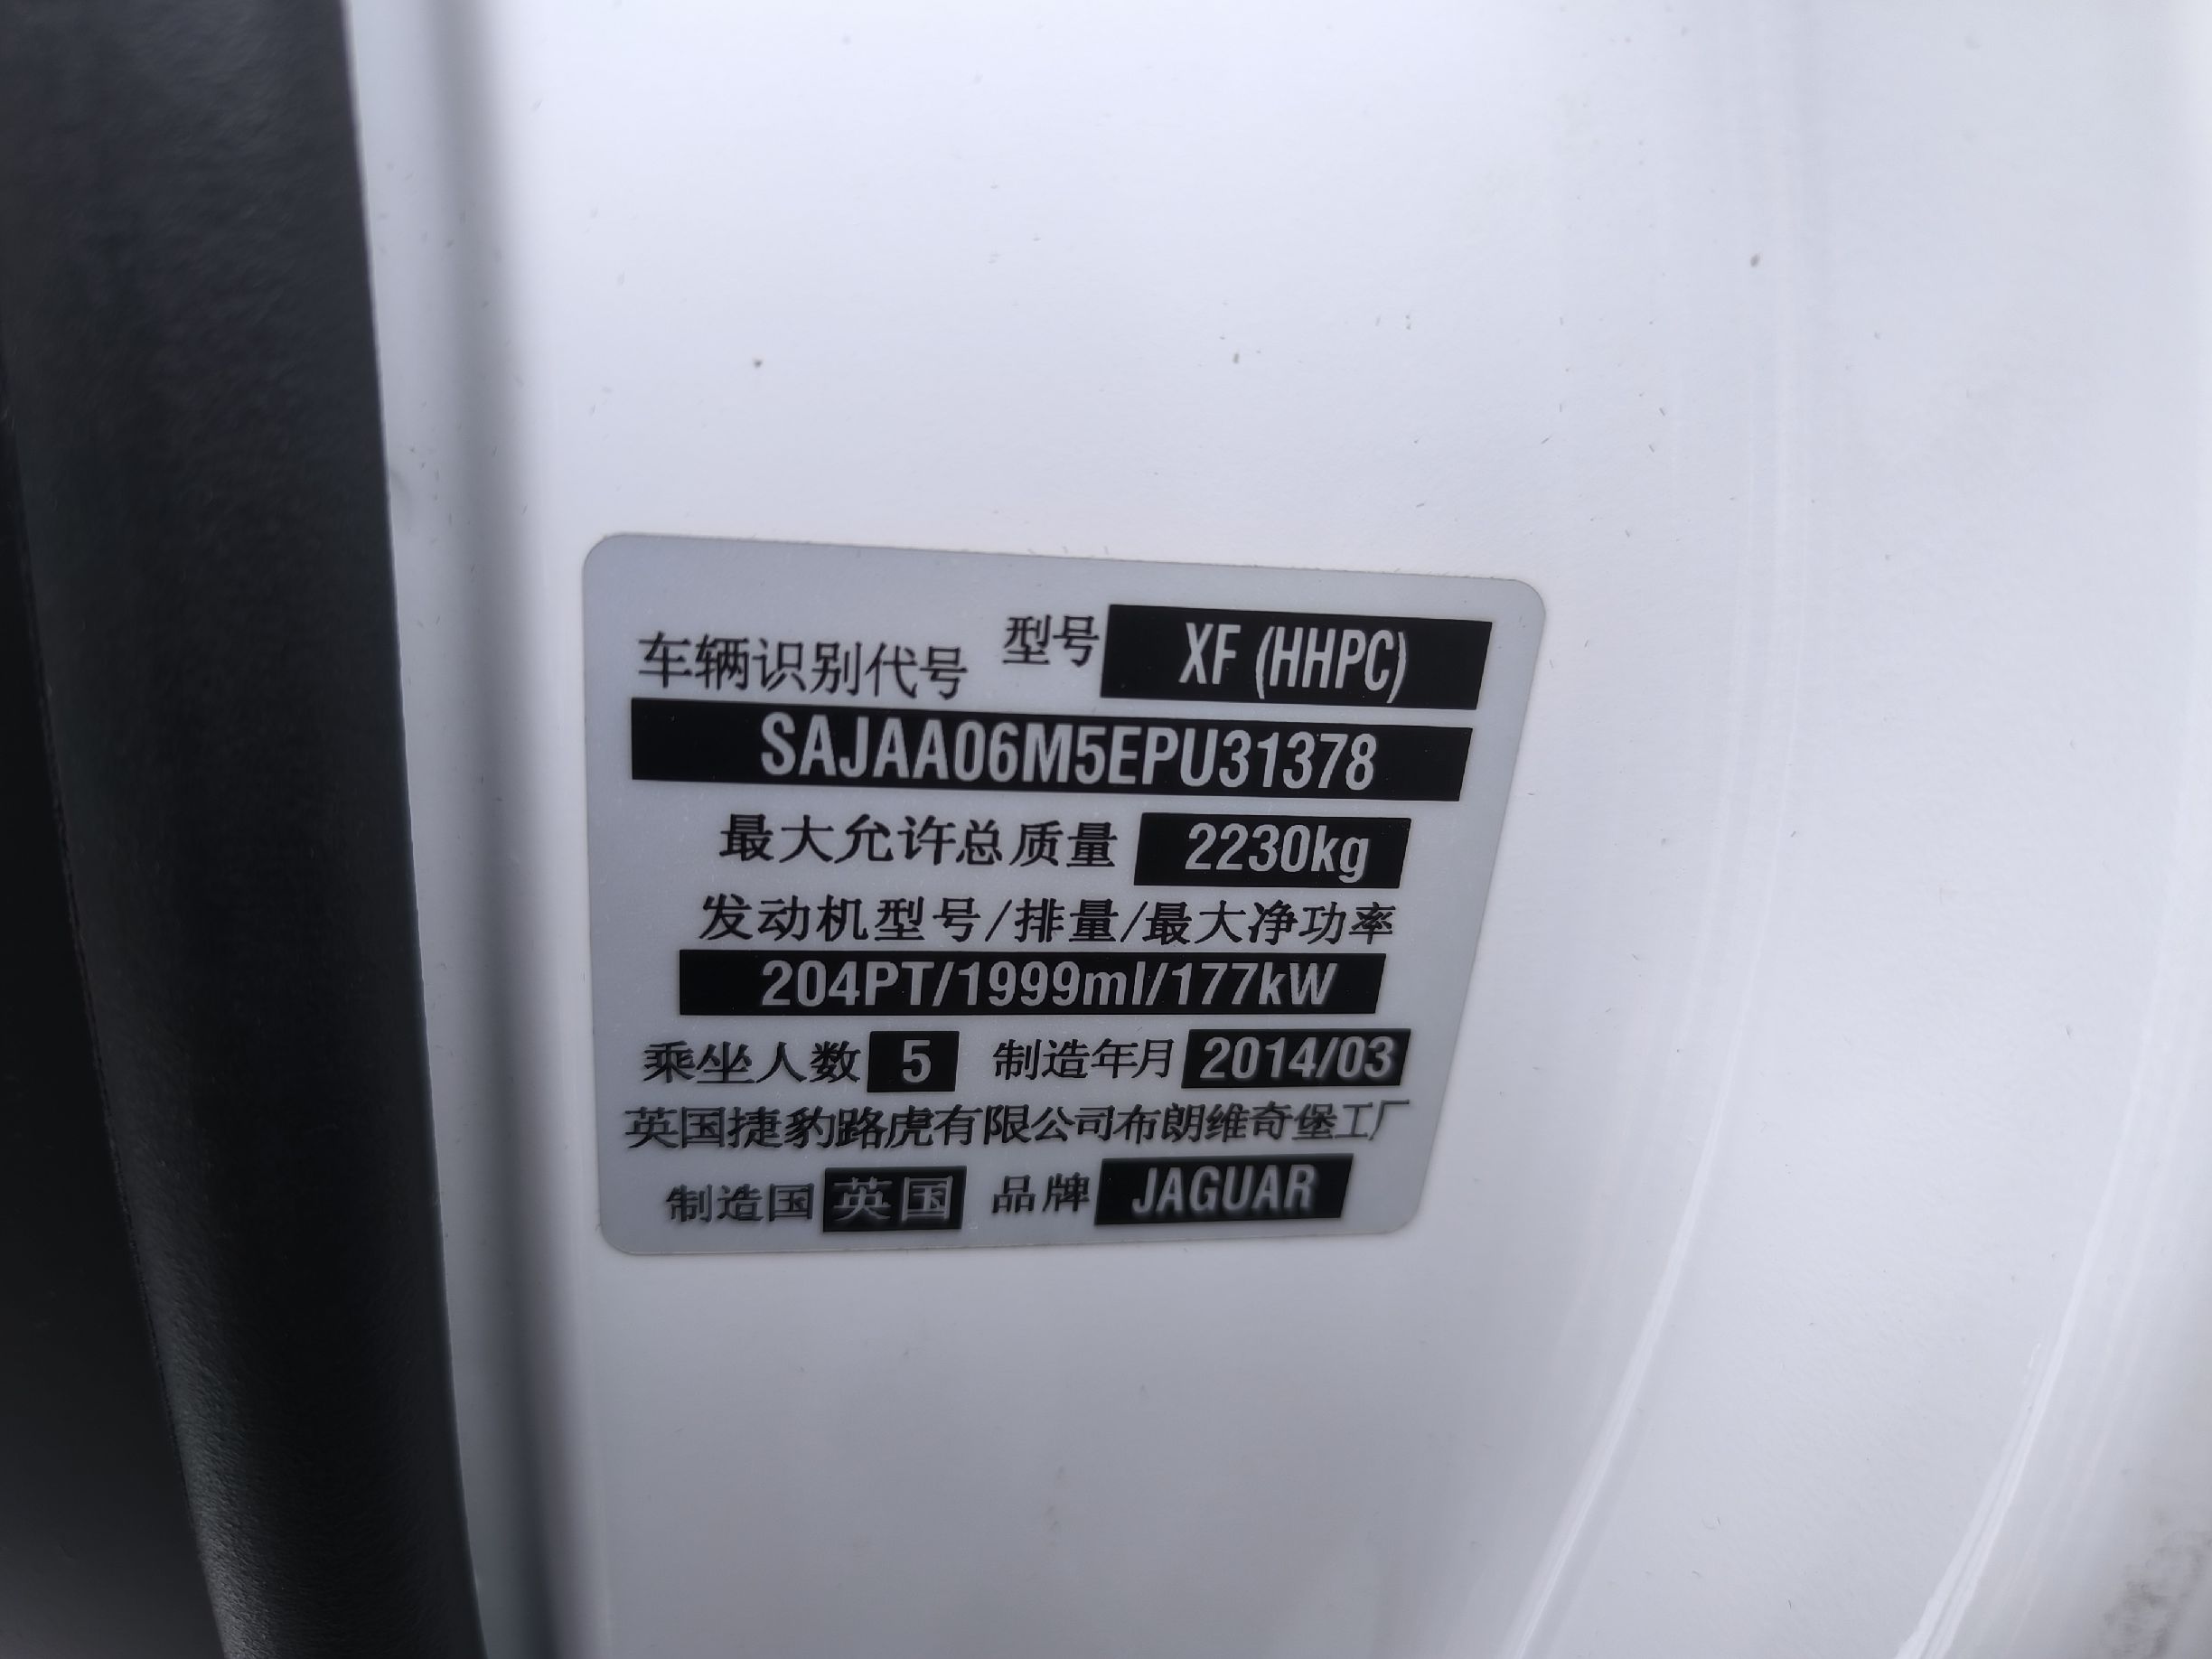 型号 XF (HHPC)
车辆识别代号
SAJAA06M5EPU31378
最大允许总质量 2230kg
发动机型号/排量/最大净功率
204PT/1999ml/177kW
乘坐人数 5 制造年月 2014/03
英国捷豹路虎有限公司布朗维奇堡工厂
制造国 英国 品牌 JAGUAR